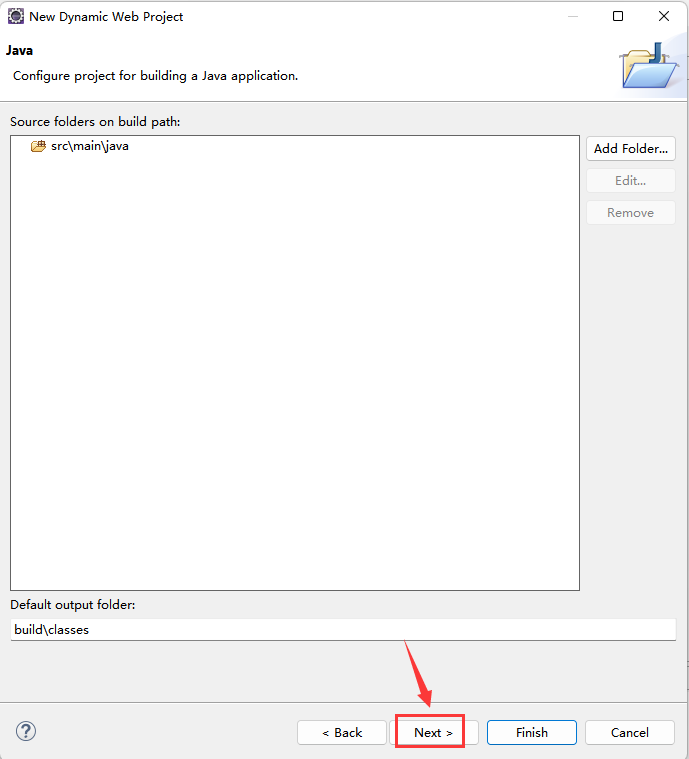 New Dynamic Web Project
Java
Configure project for building a Java application.
Source folders on build path:
src\main\java
Add Folder...
Edit...
Remove
Default output folder:
build\classes
?
< Back
Next >
Finish
Cancel